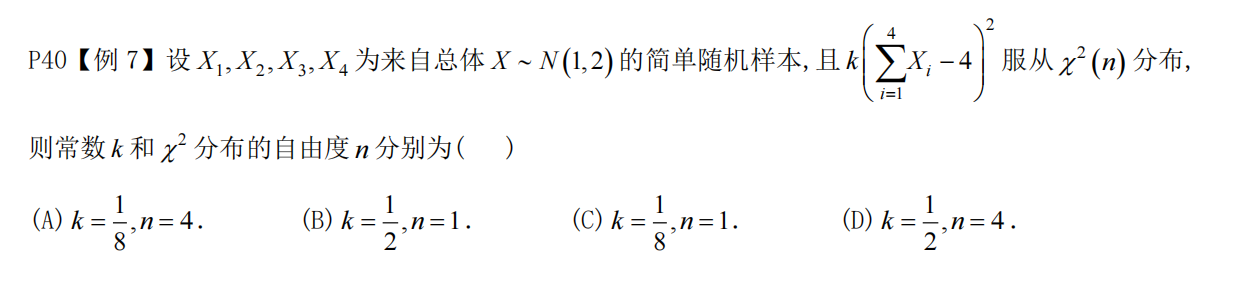 P40【例 7】设 $X_1, X_2, X_3, X_4$ 为来自总体 $X \sim N(1,2)$ 的简单随机样本, 且 $k\left(\sum_{i=1}^{4} X_i - 4\right)^2$ 服从 $\chi^2(n)$ 分布,
则常数 $k$ 和 $\chi^2$ 分布的自由度 $n$ 分别为( )
(A) $k = \frac{1}{8}, n = 4.$ (B) $k = \frac{1}{2}, n = 1.$ (C) $k = \frac{1}{8}, n = 1.$ (D) $k = \frac{1}{2}, n = 4.$